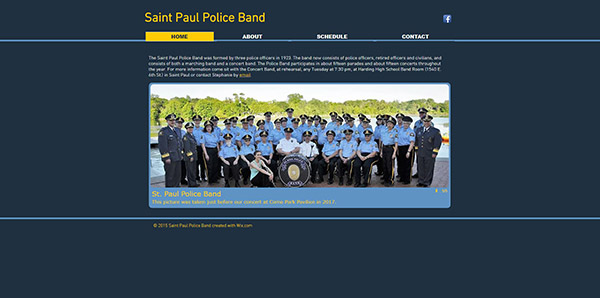 Saint Paul Police Band
HOME
ABOUT
SCHEDULE
CONTACT
The Saint Paul Police Band was formed by three police officers in 1923. The band now consists of police officers, retired officers and civilians, and
consists of both a marching band and a concert band. The Police Band participates in about fifteen parades and about fifteen concerts throughout
the year. For more information come sit with the Concert Band, at rehearsal, any Tuesday at 7:30 pm, at Harding High School Band Room (1540 E.
6th St.) in Saint Paul or contact Stephanie by email.
St. Paul Police Band
This picture was taken just before our concert at Como Park Pavilion in 2017.
© 2015 Saint Paul Police Band created with Wix.com